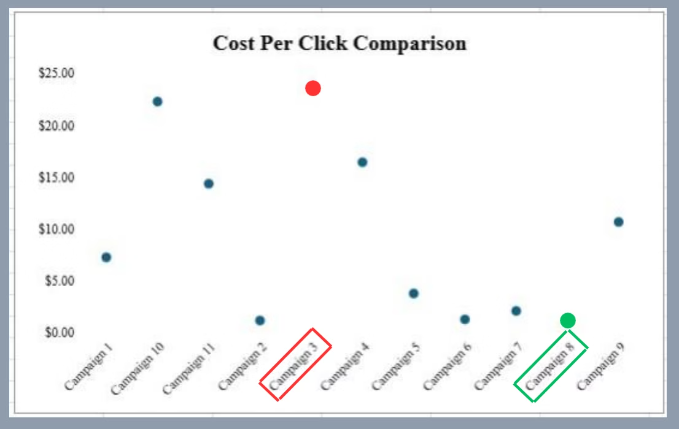 Cost Per Click Comparison
$25.00
$20.00
$15.00
$10.00
$5.00
$0.00
Campaign 1
Campaign 10
Campaign 11
Campaign 2
Campaign 3
Campaign 4
Campaign 5
Campaign 6
Campaign 7
Campaign 8
Campaign 9